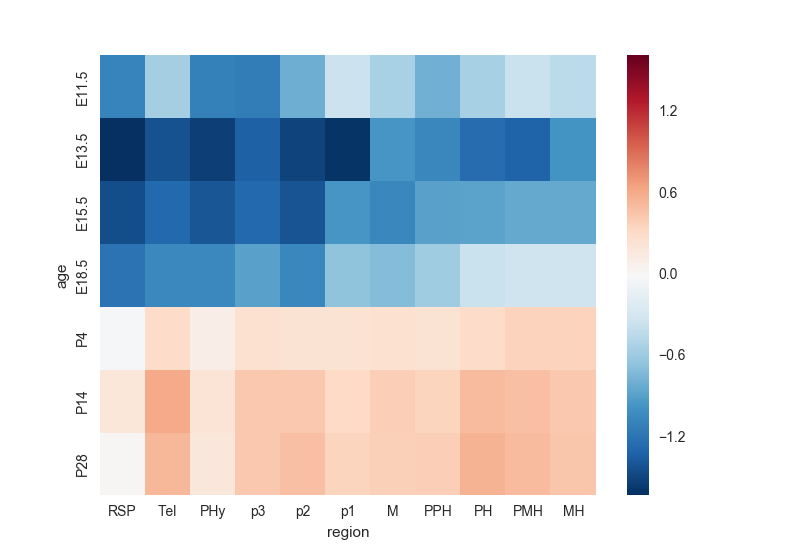 age
E11.5
E13.5
E15.5
E18.5
P4
P14
P28
RSP Tel PHy p3 p2 p1 M PPH PH PMH MH
region
1.2
0.6
0.0
−0.6
−1.2